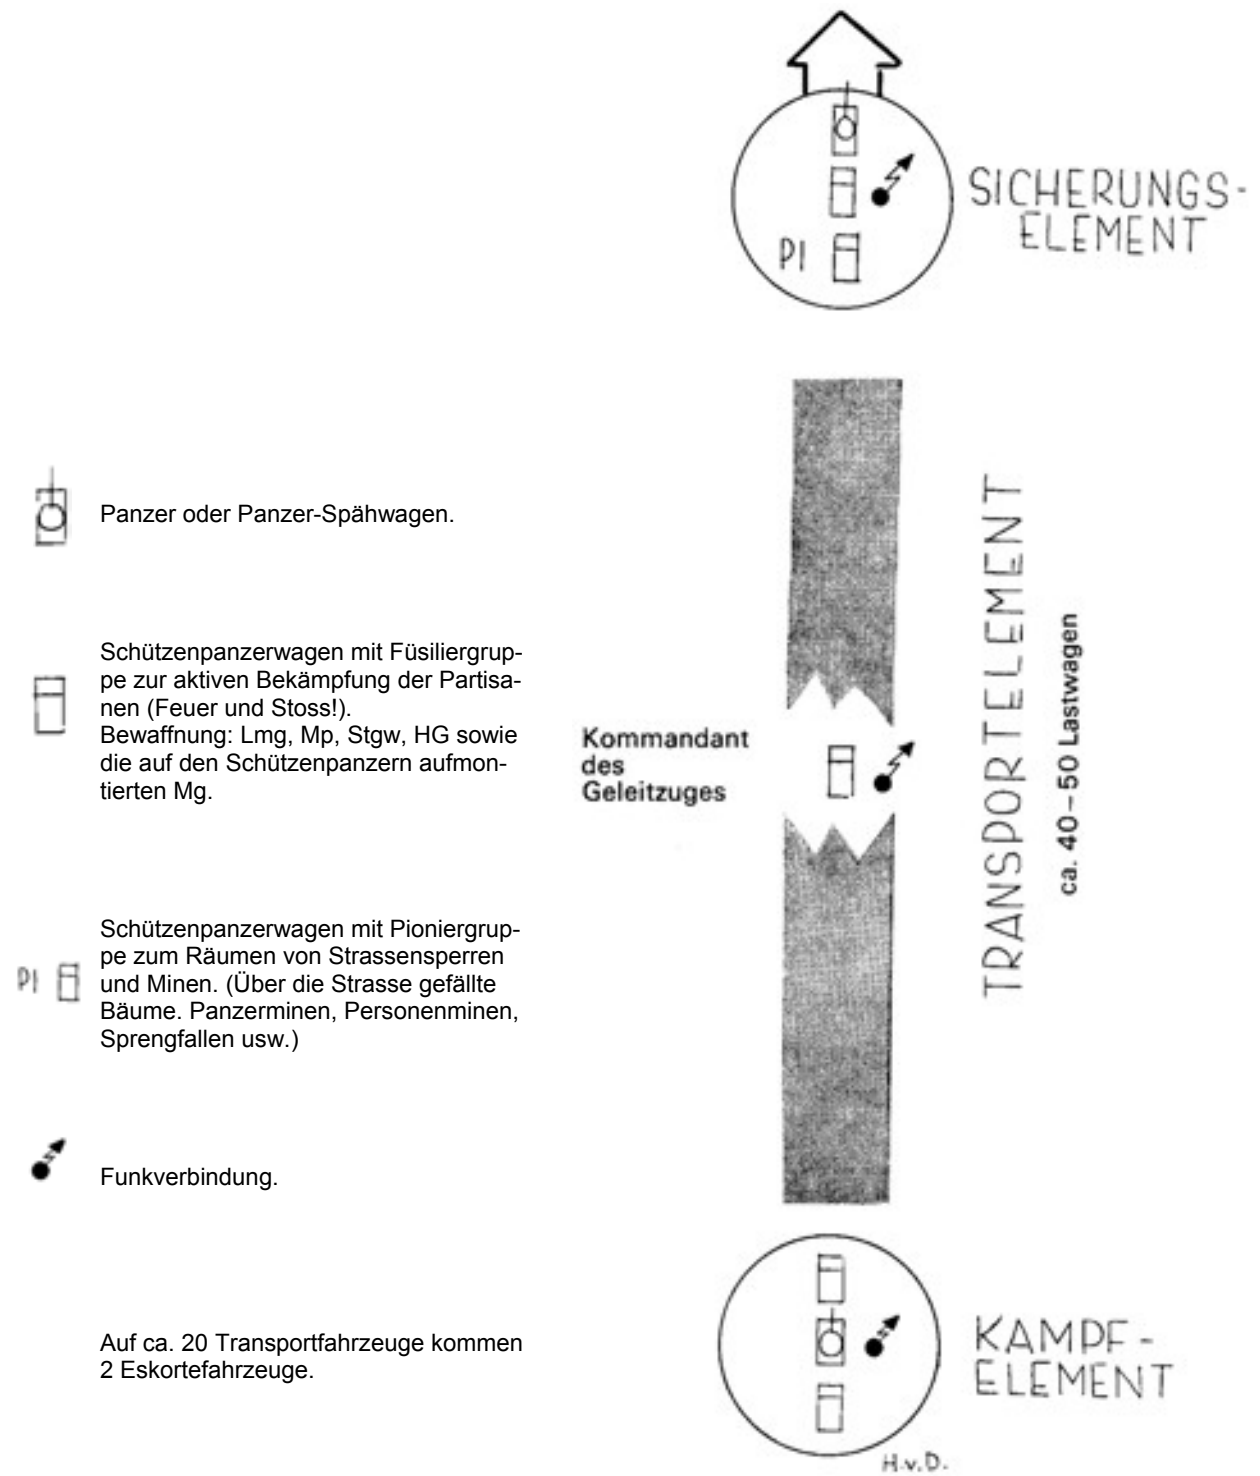 SICHERUNGS-
ELEMENT
PI
Panzer oder Panzer-Spähwagen.
Schützenpanzerwagen mit Füsiliergrup-
pe zur aktiven Bekämpfung der Partisa-
nen (Feuer und Stoss!).
Bewaffnung: Lmg, Mp, Stgw, HG sowie
die auf den Schützenpanzern aufmon-
tierten Mg.
Kommandant
des
Geleitzuges
TRANSPORTELEMENT
ca. 40–50 Lastwagen
PI
Schützenpanzerwagen mit Pioniergrup-
pe zum Räumen von Strassensperren
und Minen. (Über die Strasse gefällte
Bäume. Panzerminen, Personenminen,
Sprengfallen usw.)
Funkverbindung.
Auf ca. 20 Transportfahrzeuge kommen
2 Eskortefahrzeuge.
KAMPF-
ELEMENT
H.v.D.